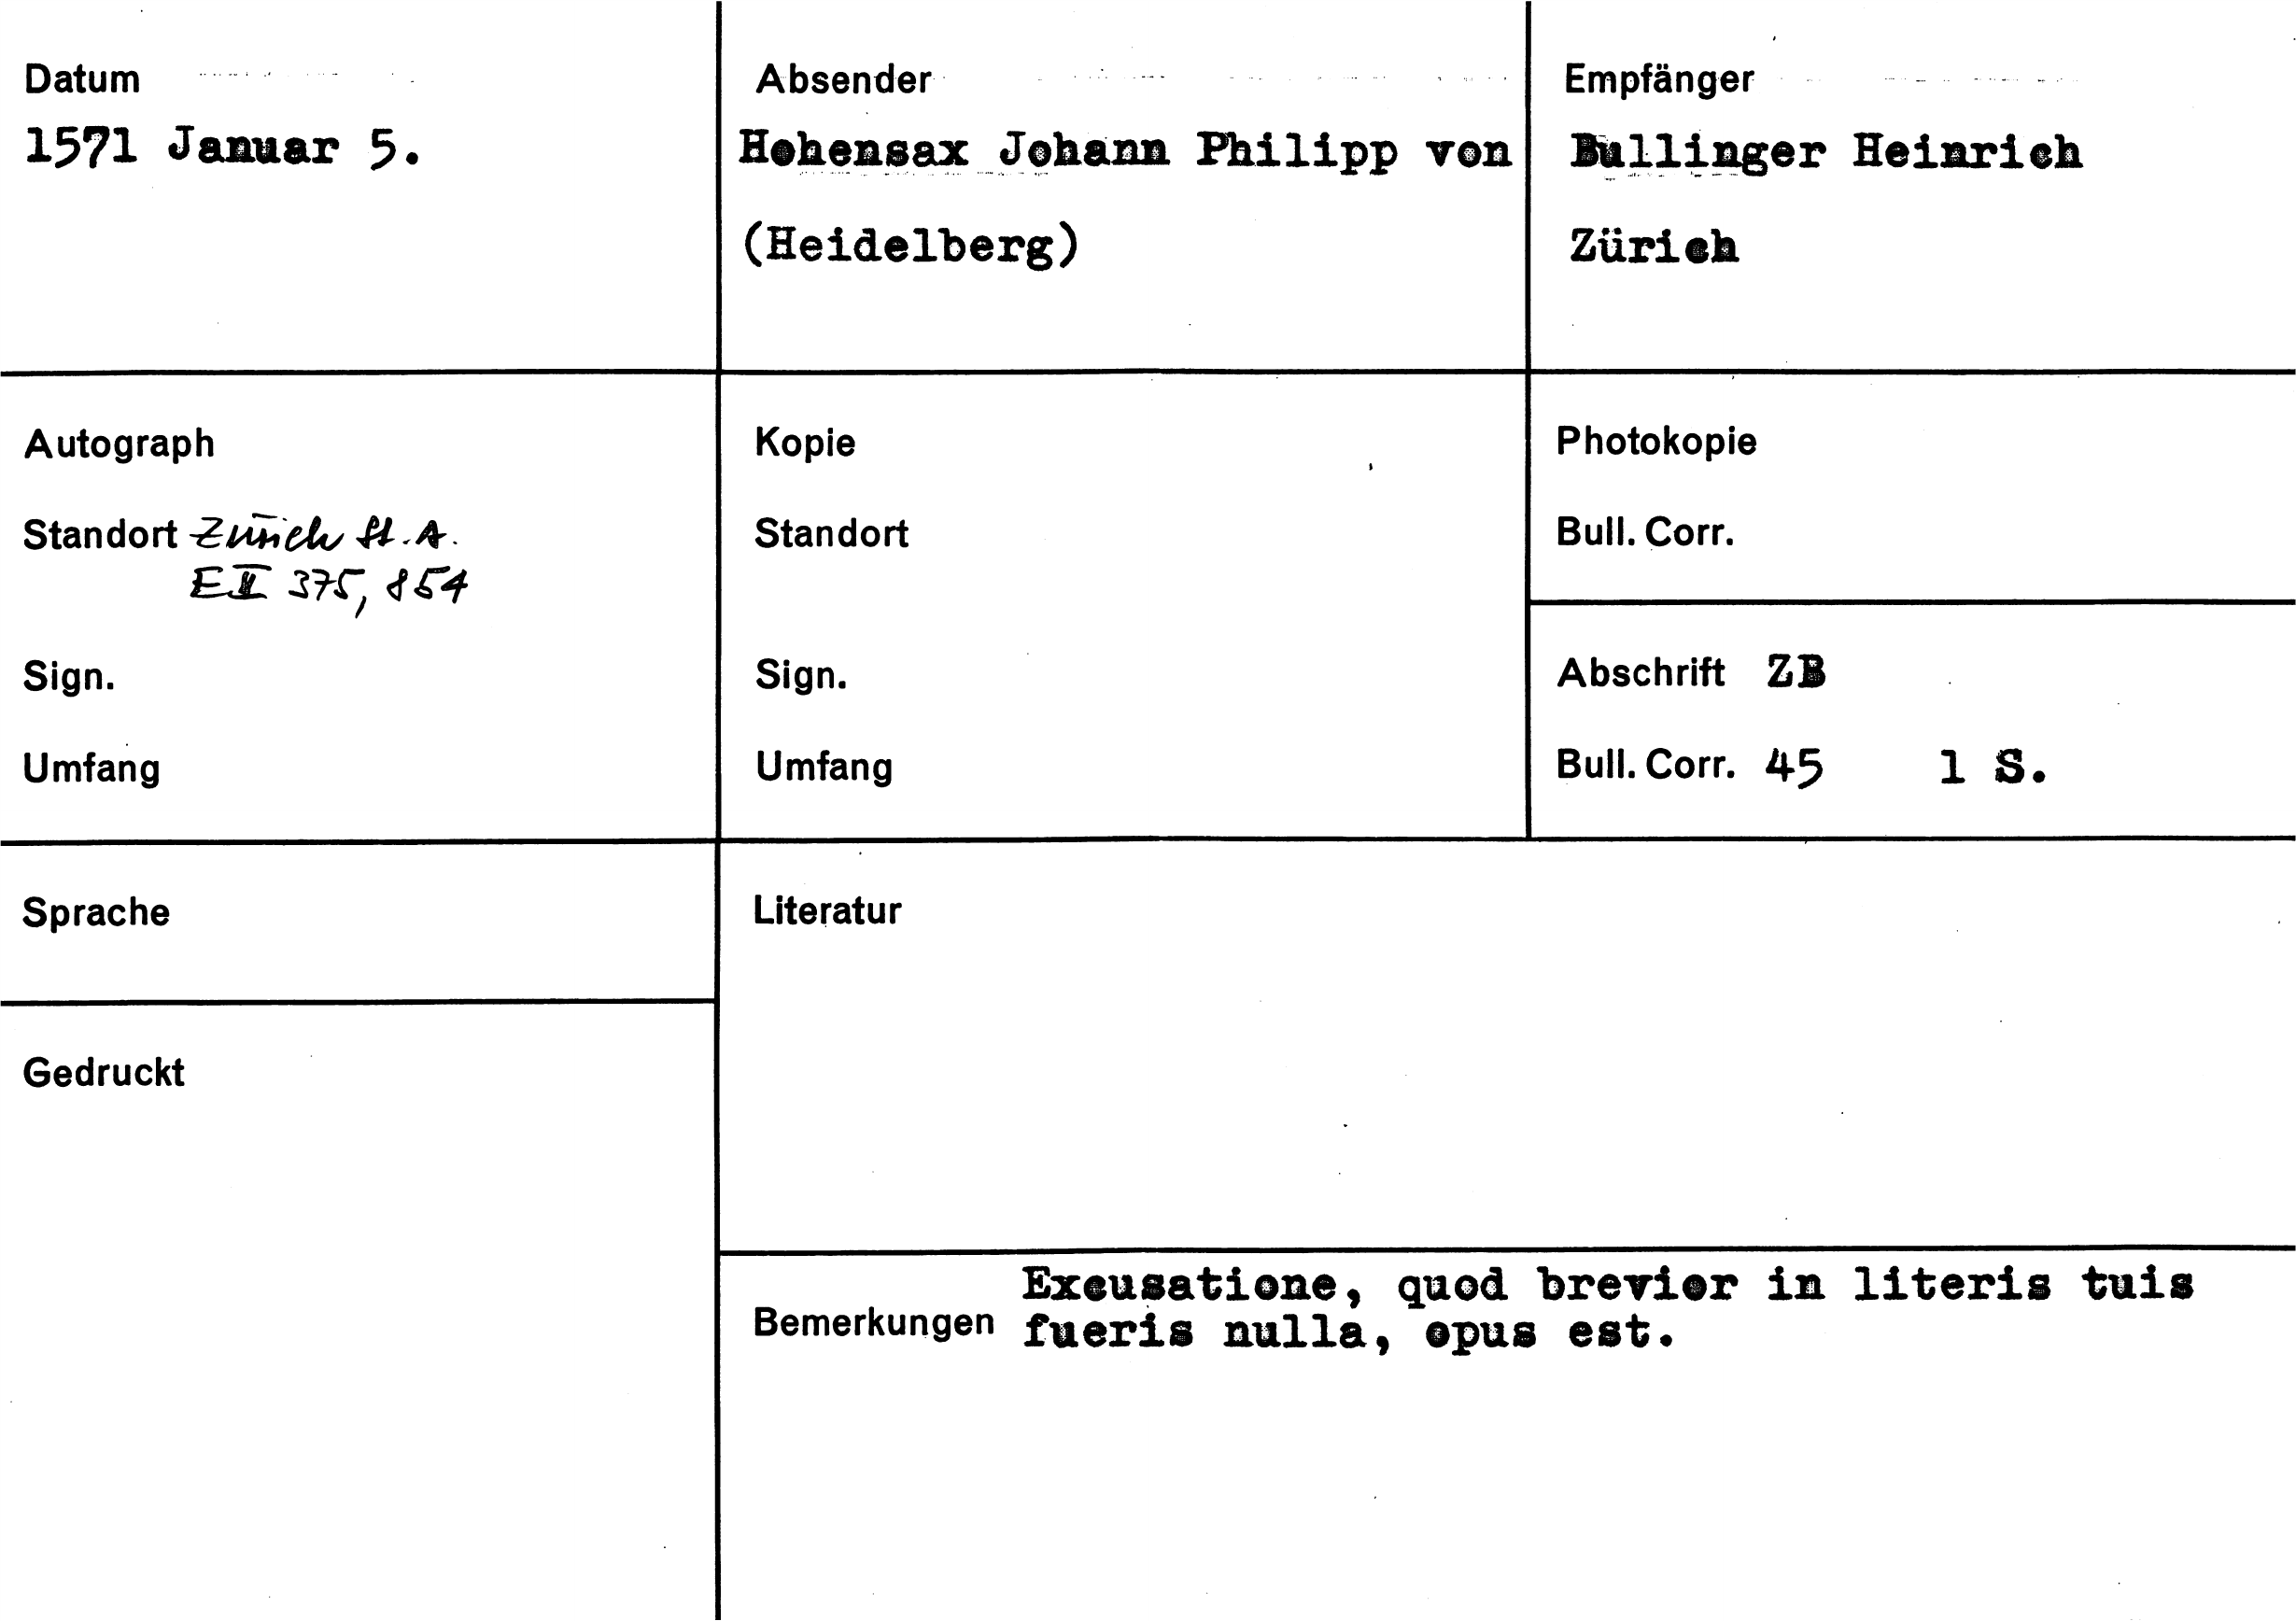 Datum
1571 Januar 5.
Absender
Hohensax Johann Philipp von
(Heidelberg)
Empfänger
Bullinger Heinrich
Zürich
Autograph
Standort Zürich St. A.
E II 375, 854
Sign.
Umfang
Kopie
Standort
Sign.
Umfang
Photokopie
Bull. Corr.
Abschrift ZB
Bull. Corr. 45 1 S.
Sprache
Gedruckt
Literatur
Bemerkungen
Excusatione, quod brevior in literis tuis
fueris nulla, opus est.